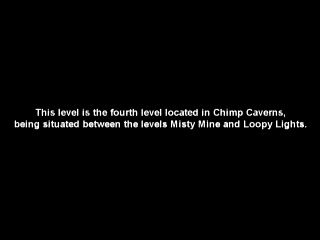 This level is the fourth level located in Chimp Caverns,
being situated between the levels Misty Mine and Loopy Lights.